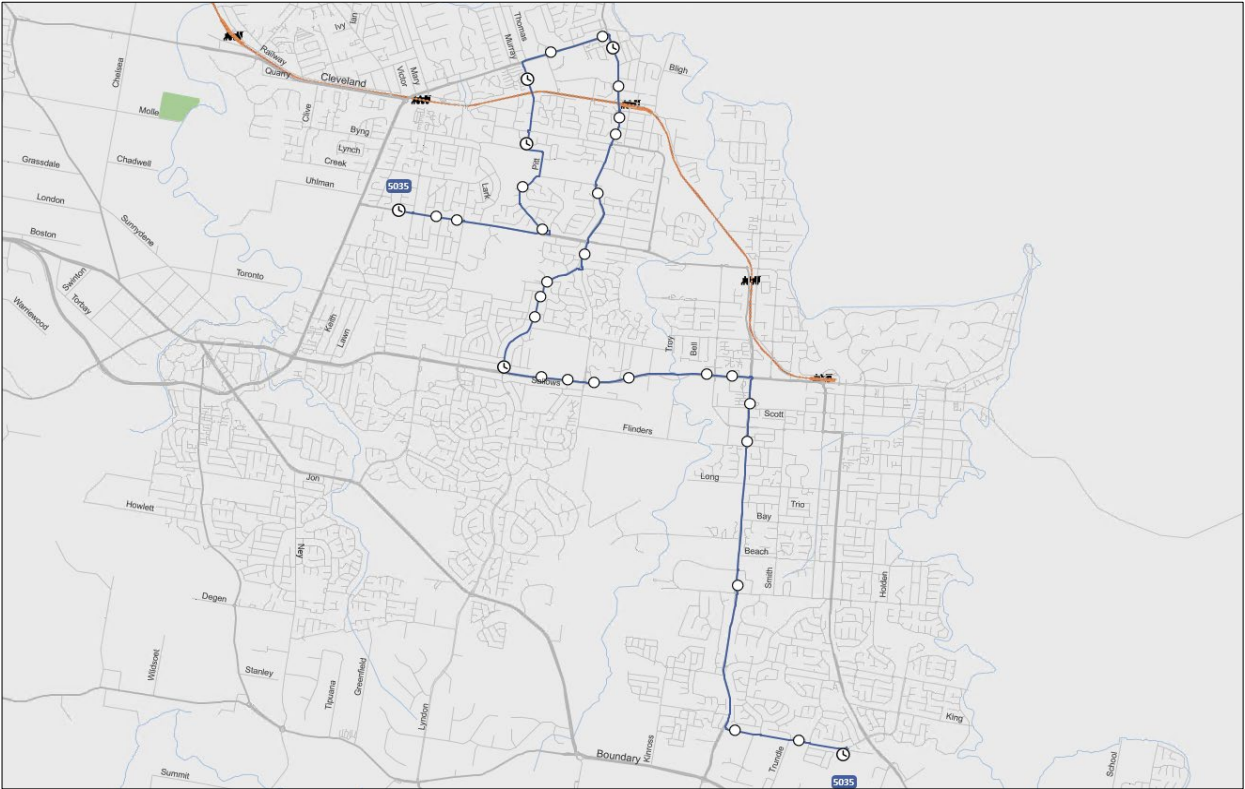 Ivy
Ian
Thomas
Murray
Railway
Quarry
Cleveland
Mary
Victor
Chelsea
Bligh
Molle
Clive
Byng
Lynch
Creek
Pitt
Grassdale
Chadwell
Uhlman
5035
Lark
London
Boston
Sunnydene
Swinton
Torbay
Toronto
Warriewood
Keith
Lawn
Troy
Bell
Sallows
Scott
Flinders
Jon
Long
Howlett
Trio
Bay
Ney
Beach
Smith
Holden
Degen
Wildsoet
Stanley
Tipuana
Greenfield
Lyndon
King
Boundary
Kinross
Trundle
School
Summit
5035